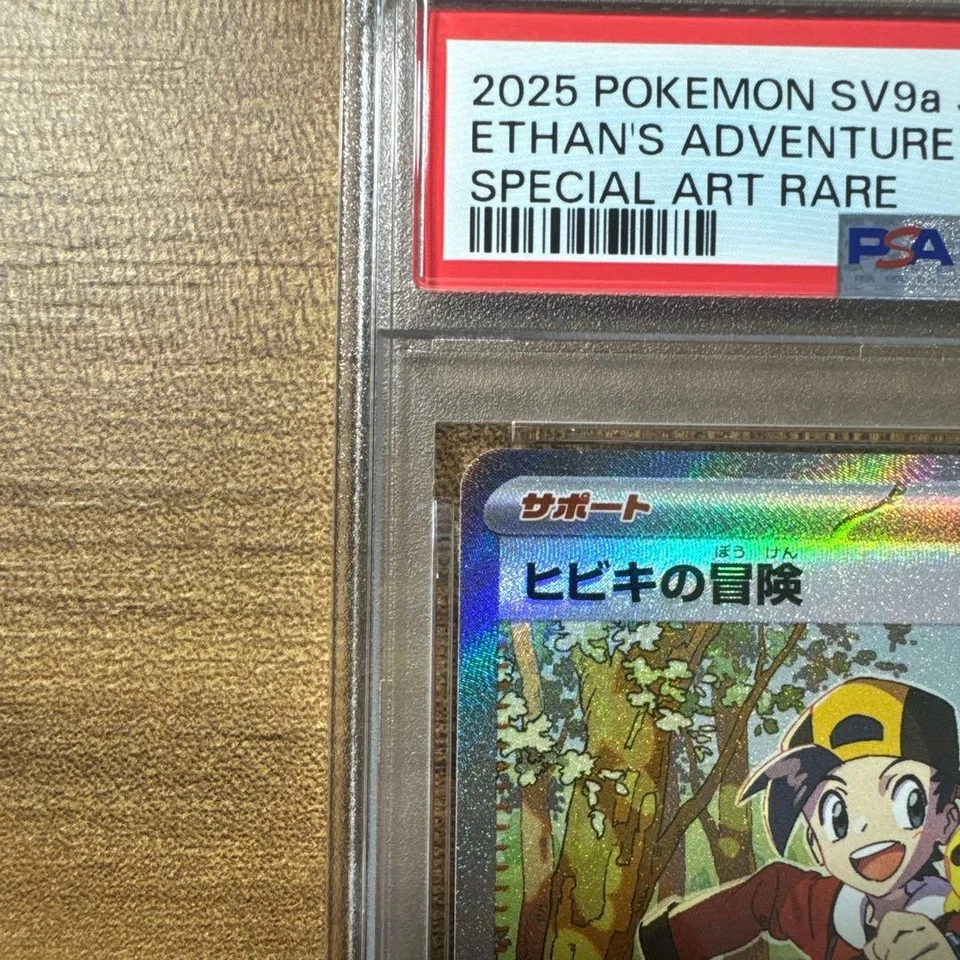 2025 POKEMON SV9a
ETHAN'S ADVENTURE
SPECIAL ART RARE
PSA
サポート
ぼう けん
ヒビキの冒険